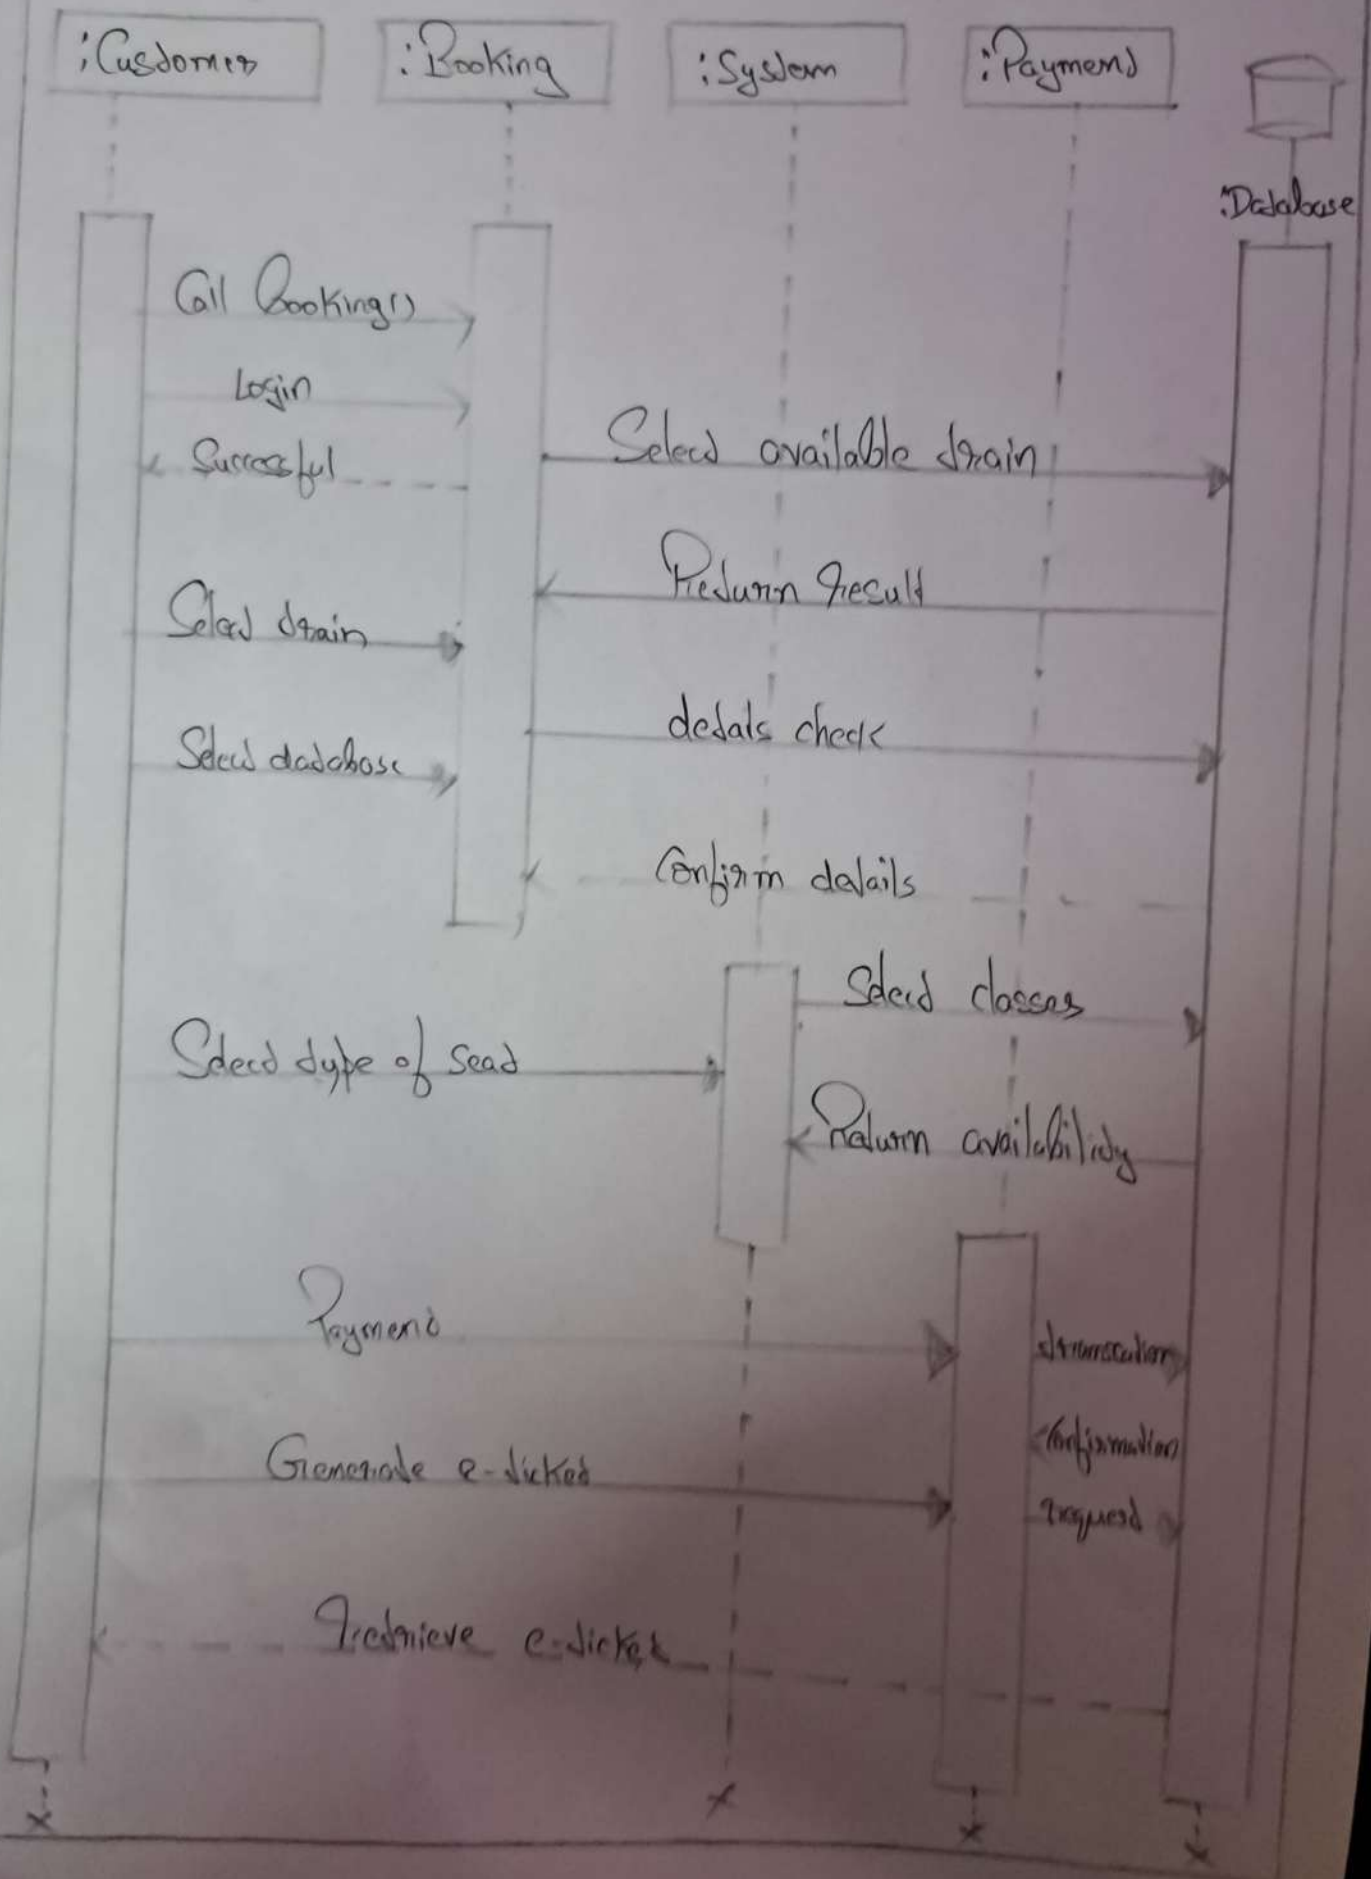 :Customer
:Booking
:System
:Payment
:Database
Call Booking()
Login
Select available train
Successful
Return result
Select train
details check
Select database
Confirm details
Select classes
Select type of seat
Return availability
Payment
transcation
Confirmation
Generate e-ticket
request
retrieve e-ticket